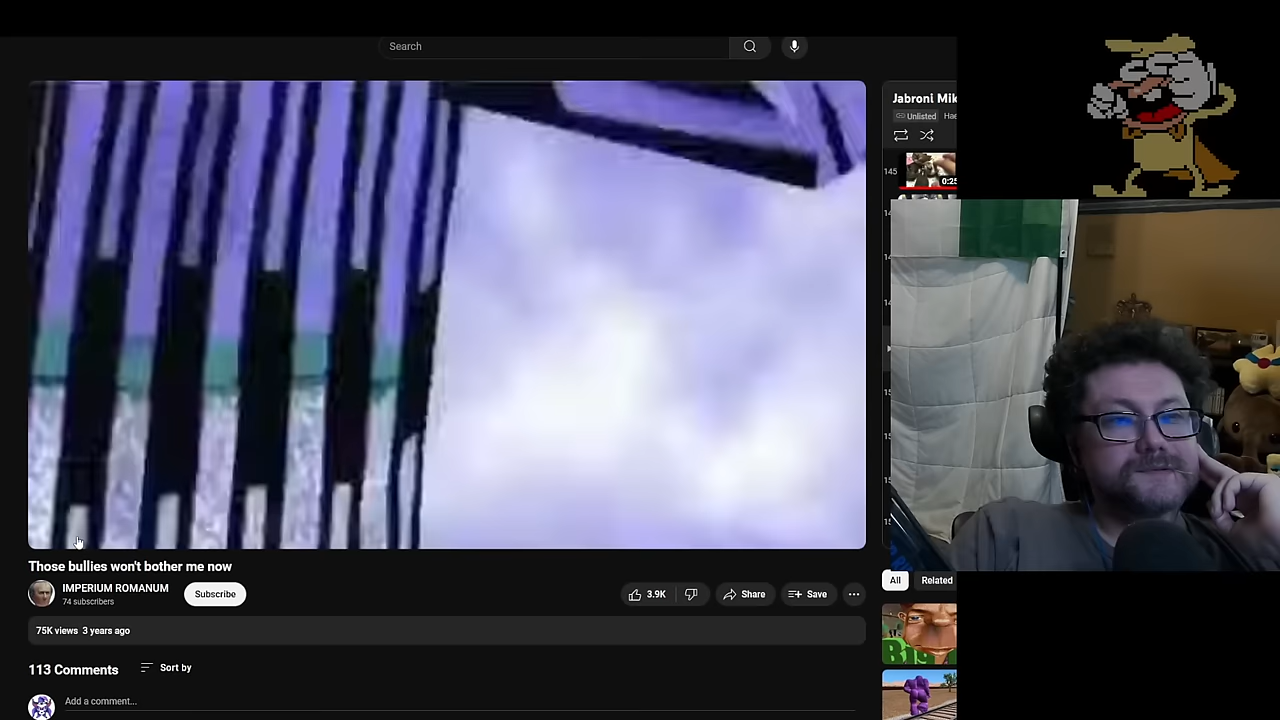 Search
Jabroni Mik
Unlisted
Hae
145
0:25
Those bullies won't bother me now
IMPERIUM ROMANUM
74 subscribers
Subscribe
3.9K
Share
Save
All
Related
75K views 3 years ago
113 Comments
Sort by
Add a comment...